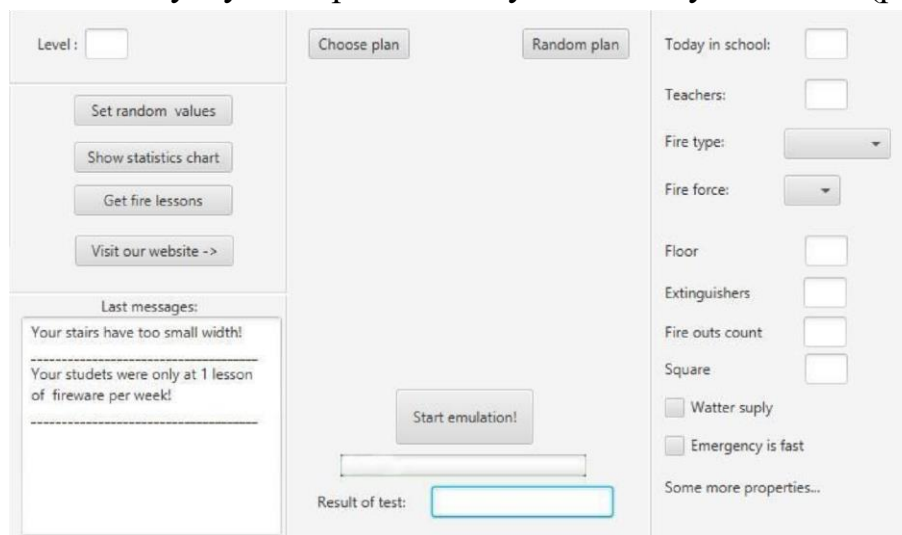 Level :
Set random values
Show statistics chart
Get fire lessons
Visit our website ->
Last messages:
Your stairs have too small width!
-------------------------------------
Your studets were only at 1 lesson
of fireware per week!
-------------------------------------
Choose plan
Random plan
Start emulation!
Result of test:
Today in school:
Teachers:
Fire type:
Fire force:
Floor
Extinguishers
Fire outs count
Square
Watter suply
Emergency is fast
Some more properties...